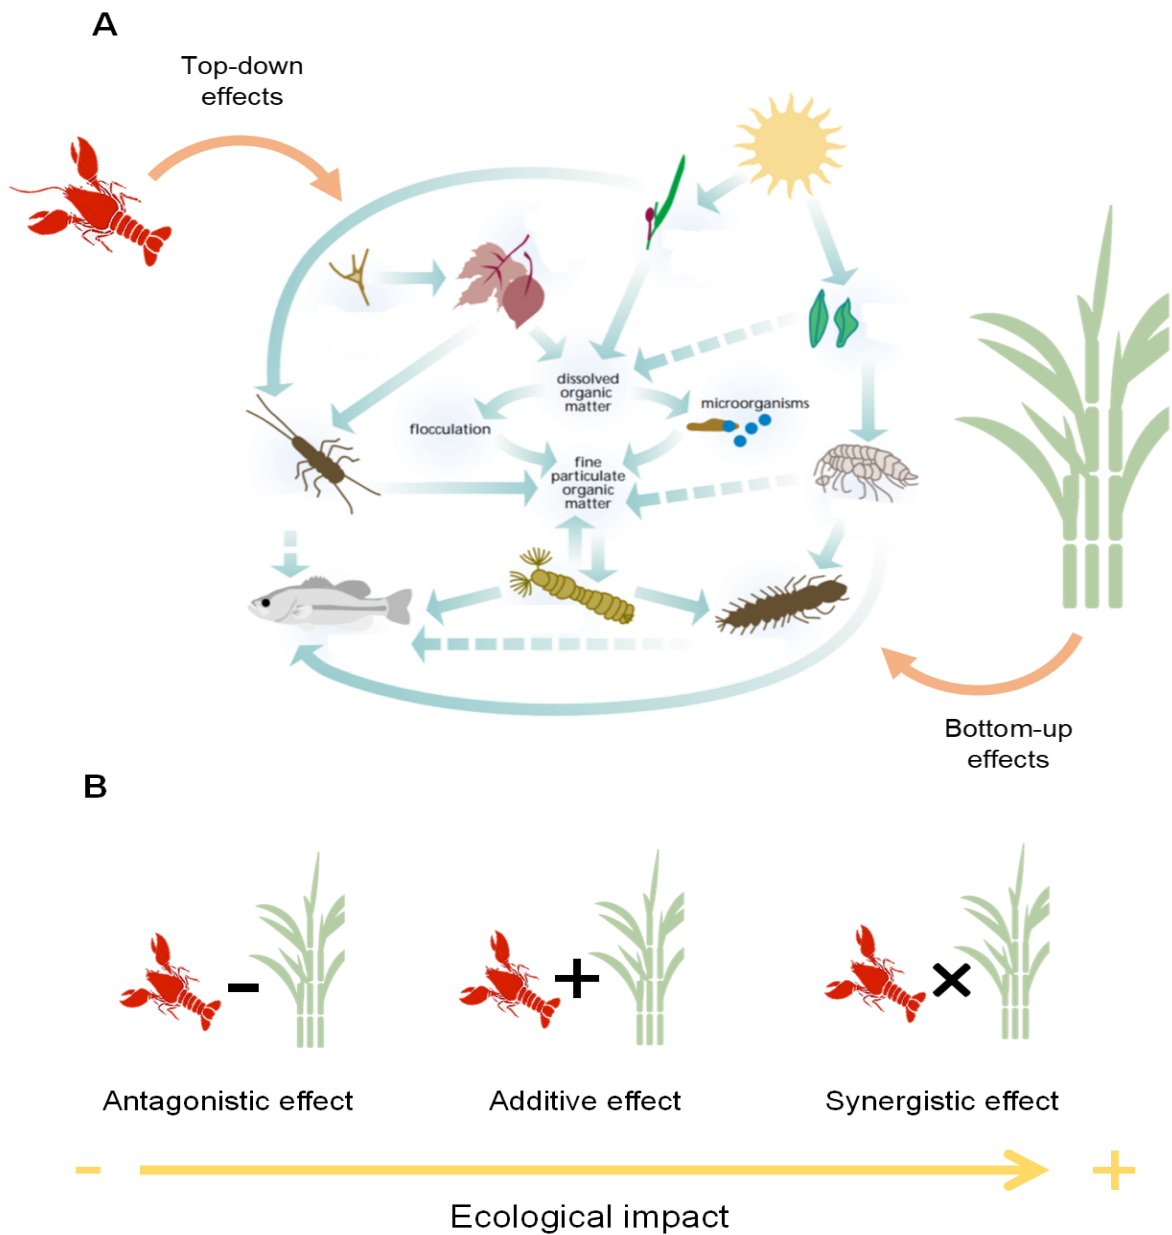 A
Top-down
effects
dissolved
organic
matter
microorganisms
flocculation
fine
particulate
organic
matter
Bottom-up
effects
B
–
+
×
Antagonistic effect
Additive effect
Synergistic effect
–
+
Ecological impact